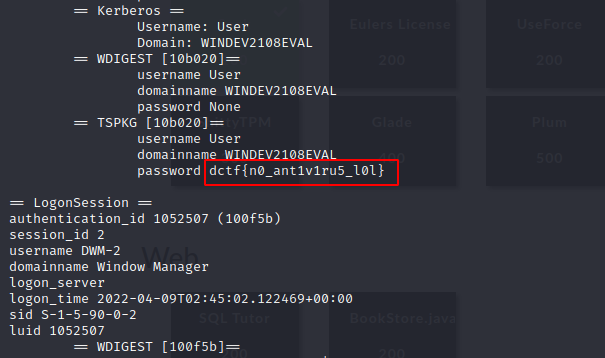 == Kerberos ==
Username: User
Domain: WINDEV2108EVAL
== WDIGEST [10b020]==
username User
domainname WINDEV2108EVAL
password None
== TSPKG [10b020]==
username User
domainname WINDEV2108EVAL
password dctf{n0_ant1v1ru5_l0l}
== LogonSession ==
authentication_id 1052507 (100f5b)
session_id 2
username DWM-2
domainname Window Manager
logon_server
logon_time 2022-04-09T02:45:02.122469+00:00
sid S-1-5-90-0-2
luid 1052507
== WDIGEST [100f5b]==
Eulers License
200
UseForce
200
TPM
Glade
Plum
500
Web
SQL Tutor
BookStore.java